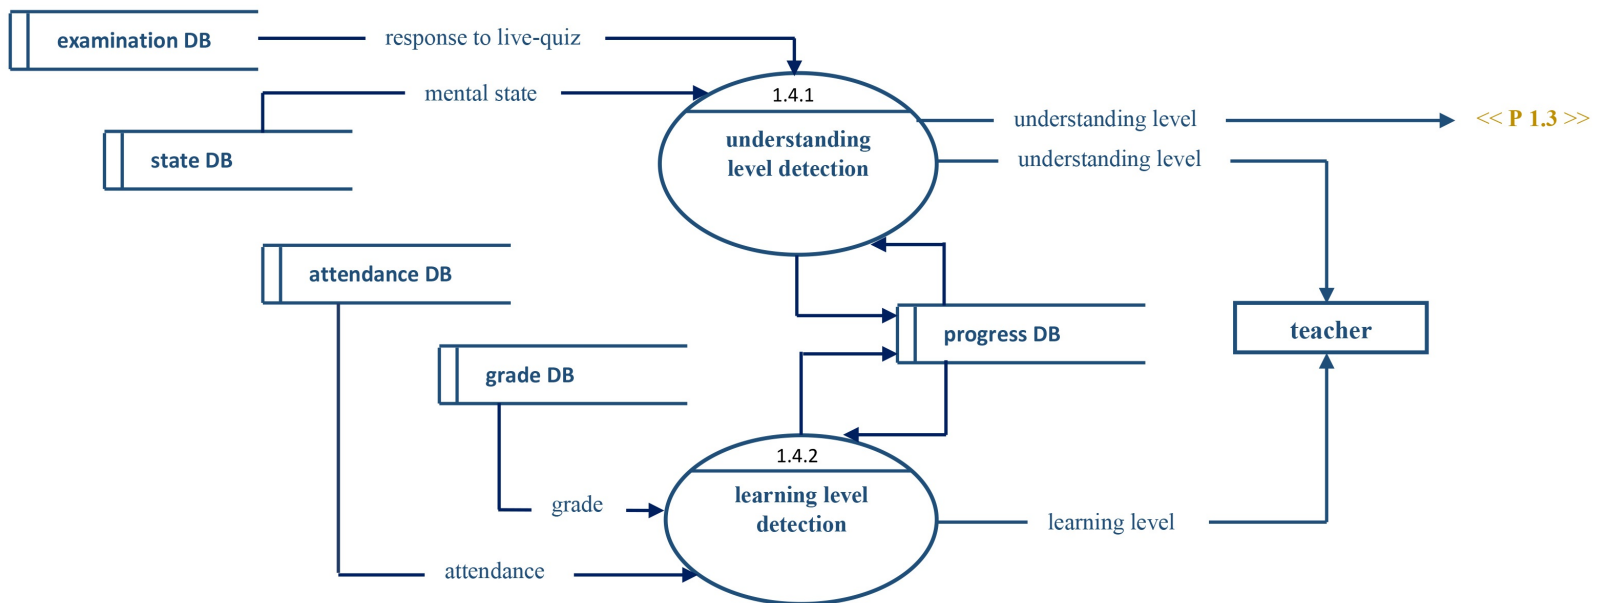 examination DB
response to live-quiz
mental state
1.4.1
understanding
level detection
understanding level
<< P 1.3 >>
understanding level
state DB
attendance DB
progress DB
teacher
grade DB
1.4.2
learning level
detection
grade
learning level
attendance